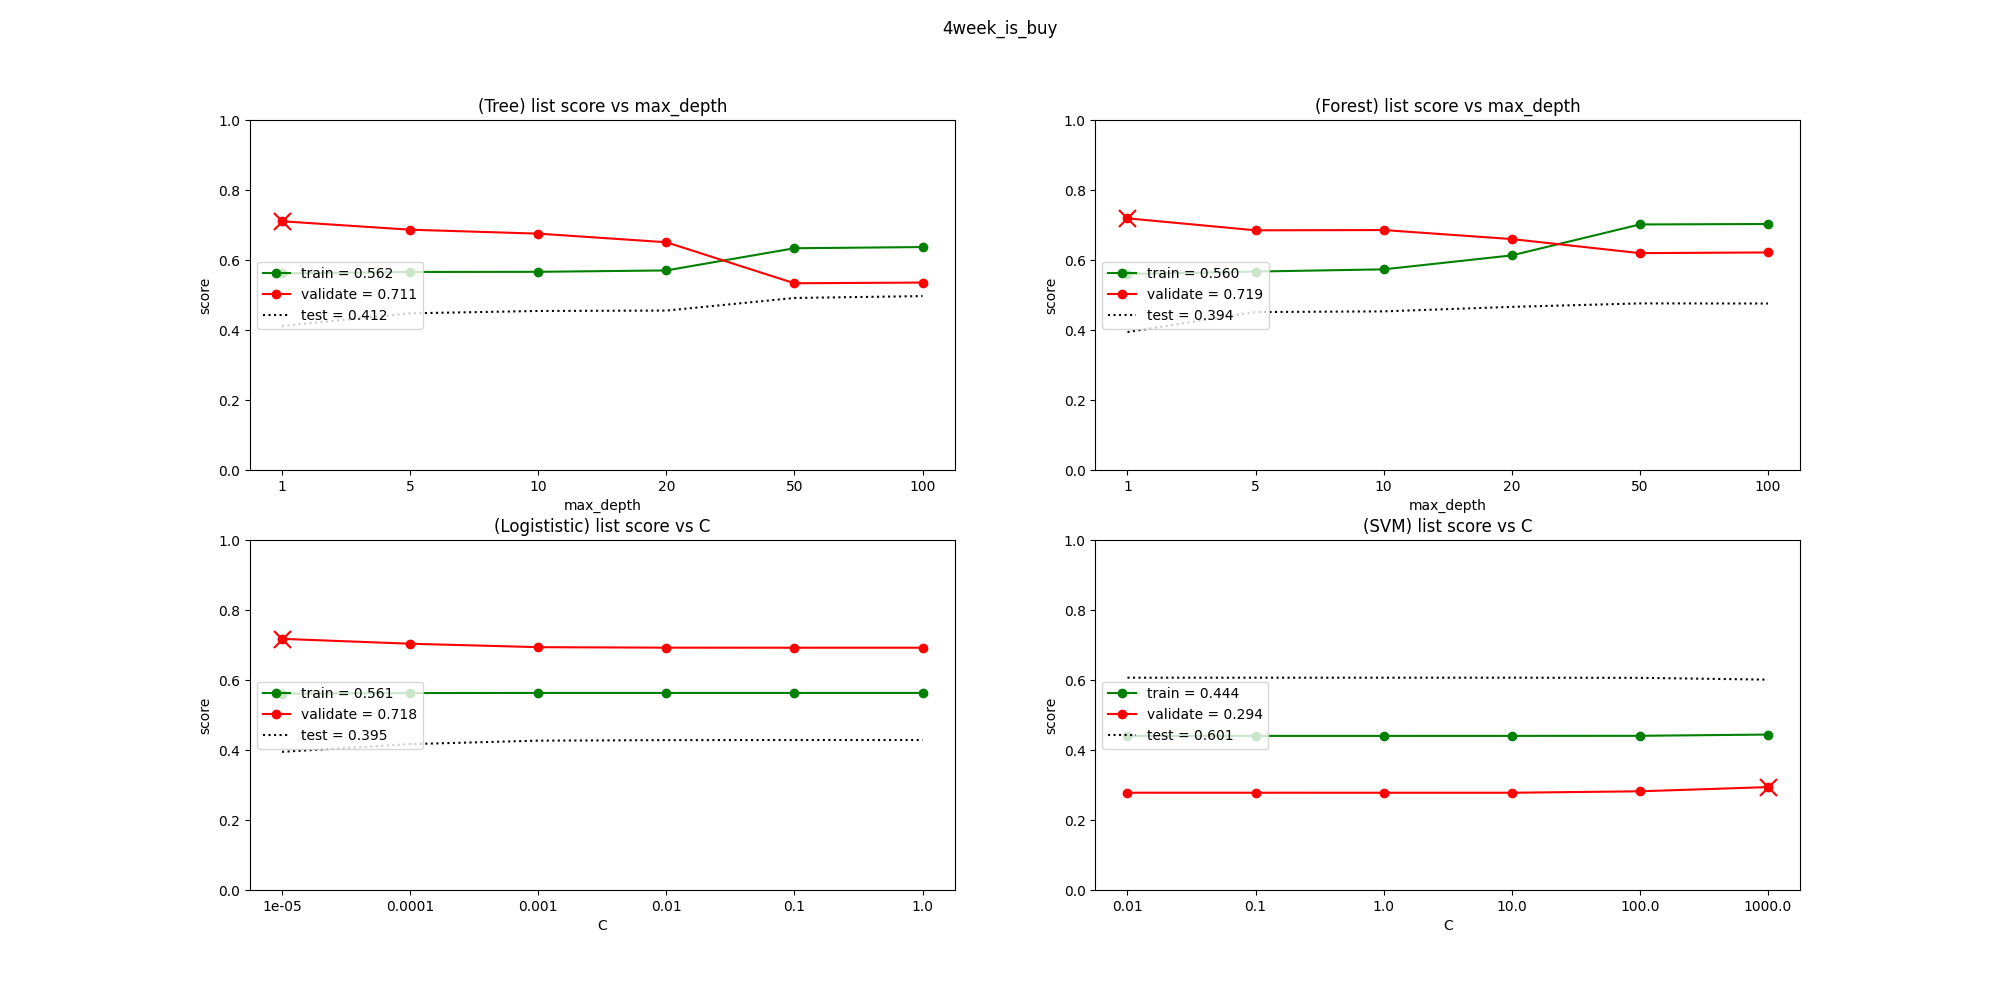 4week_is_buy
(Tree) list score vs max_depth
1.0
0.8
0.6
0.4
0.2
0.0
score
train = 0.562
validate = 0.711
test = 0.412
1 5 10 20 50 100
max_depth
(Forest) list score vs max_depth
1.0
0.8
0.6
0.4
0.2
0.0
score
train = 0.560
validate = 0.719
test = 0.394
1 5 10 20 50 100
max_depth
(Logististic) list score vs C
1.0
0.8
0.6
0.4
0.2
0.0
score
train = 0.561
validate = 0.718
test = 0.395
1e-05 0.0001 0.001 0.01 0.1 1.0
C
(SVM) list score vs C
1.0
0.8
0.6
0.4
0.2
0.0
score
train = 0.444
validate = 0.294
test = 0.601
0.01 0.1 1.0 10.0 100.0 1000.0
C